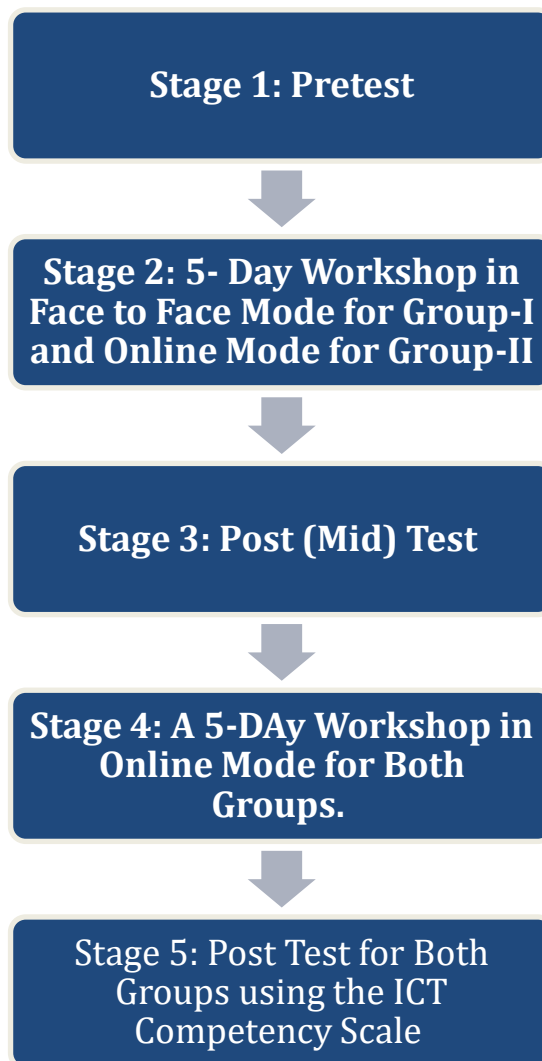 Stage 1: Pretest
Stage 2: 5- Day Workshop in
Face to Face Mode for Group-I
and Online Mode for Group-II
Stage 3: Post (Mid) Test
Stage 4: A 5-DAy Workshop in
Online Mode for Both
Groups.
Stage 5: Post Test for Both
Groups using the ICT
Competency Scale